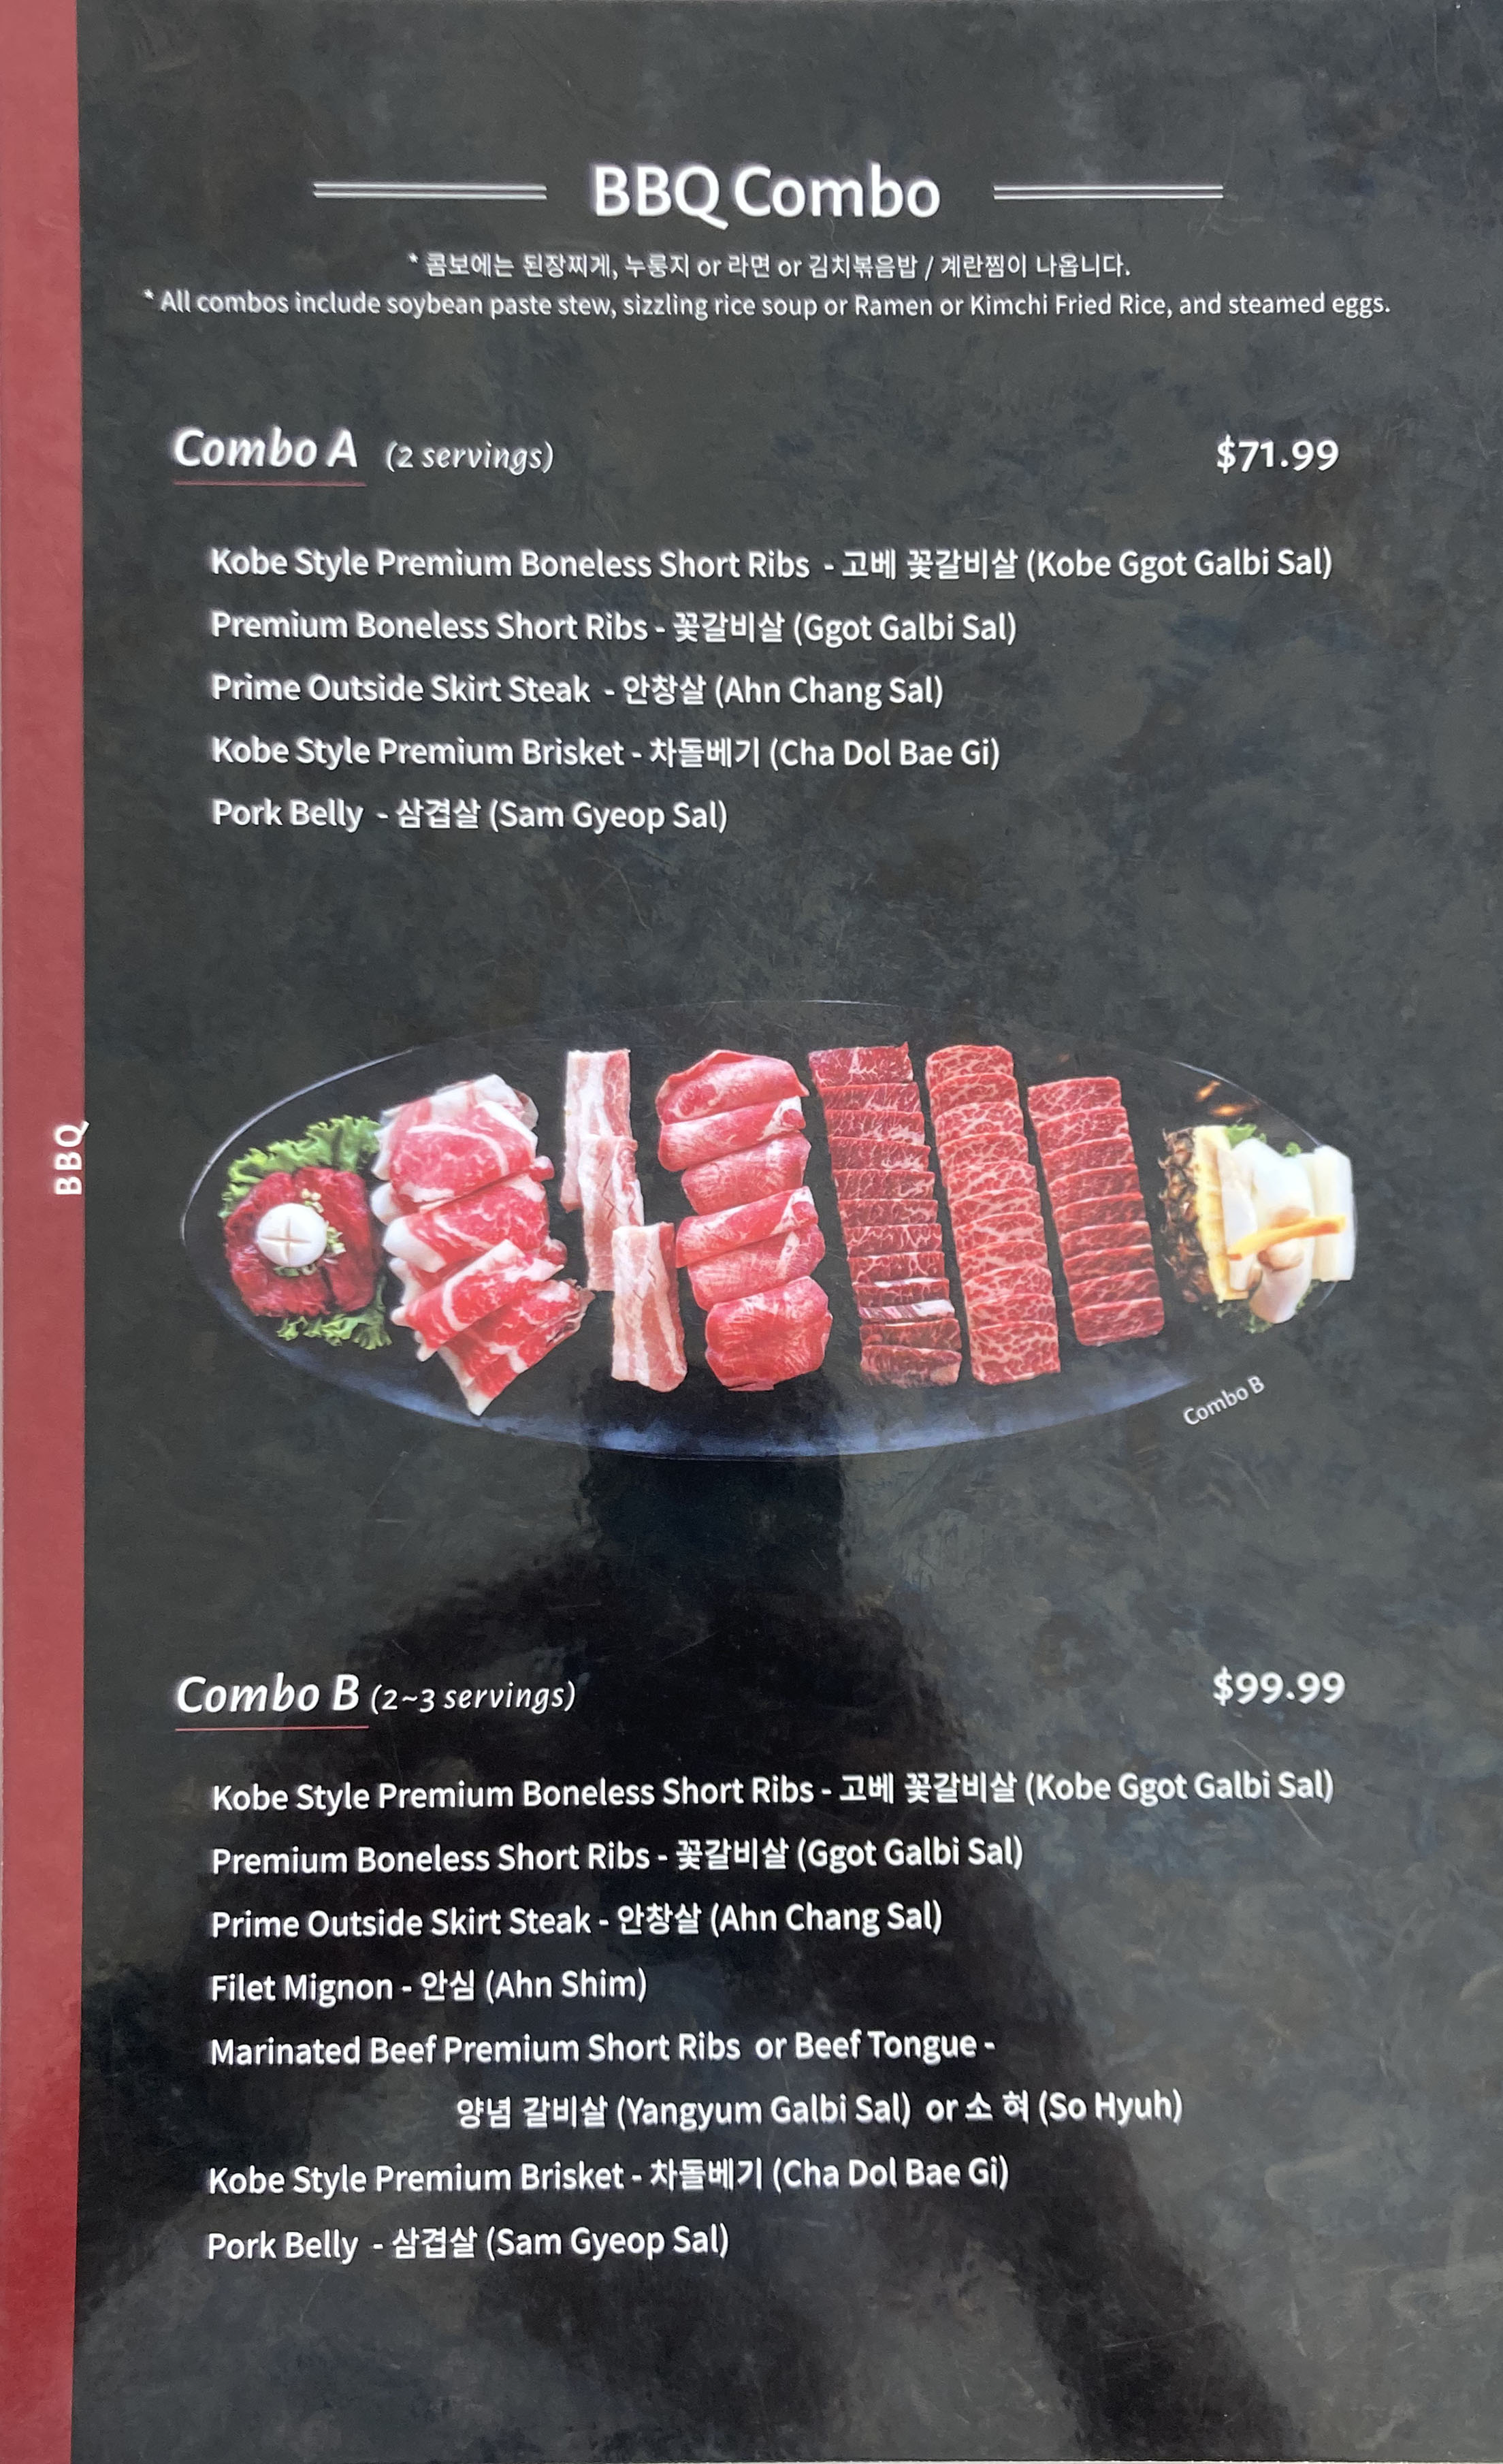 BBQ Combo
* 콤보에는 된장찌게, 누룽지 or 라면 or 김치볶음밥 / 계란찜이 나옵니다.
* All combos include soybean paste stew, sizzling rice soup or Ramen or Kimchi Fried Rice, and steamed eggs.
Combo A (2 servings) $71.99
Kobe Style Premium Boneless Short Ribs - 고베 꽃갈비살 (Kobe Ggot Galbi Sal)
Premium Boneless Short Ribs - 꽃갈비살 (Ggot Galbi Sal)
Prime Outside Skirt Steak - 안창살 (Ahn Chang Sal)
Kobe Style Premium Brisket - 차돌베기 (Cha Dol Bae Gi)
Pork Belly - 삼겹살 (Sam Gyeop Sal)
BBQ
Combo B
Combo B (2~3 servings) $99.99
Kobe Style Premium Boneless Short Ribs - 고베 꽃갈비살 (Kobe Ggot Galbi Sal)
Premium Boneless Short Ribs - 꽃갈비살 (Ggot Galbi Sal)
Prime Outside Skirt Steak - 안창살 (Ahn Chang Sal)
Filet Mignon - 안심 (Ahn Shim)
Marinated Beef Premium Short Ribs or Beef Tongue -
양념 갈비살 (Yangyum Galbi Sal) or 소 혀 (So Hyuh)
Kobe Style Premium Brisket - 차돌베기 (Cha Dol Bae Gi)
Pork Belly - 삼겹살 (Sam Gyeop Sal)